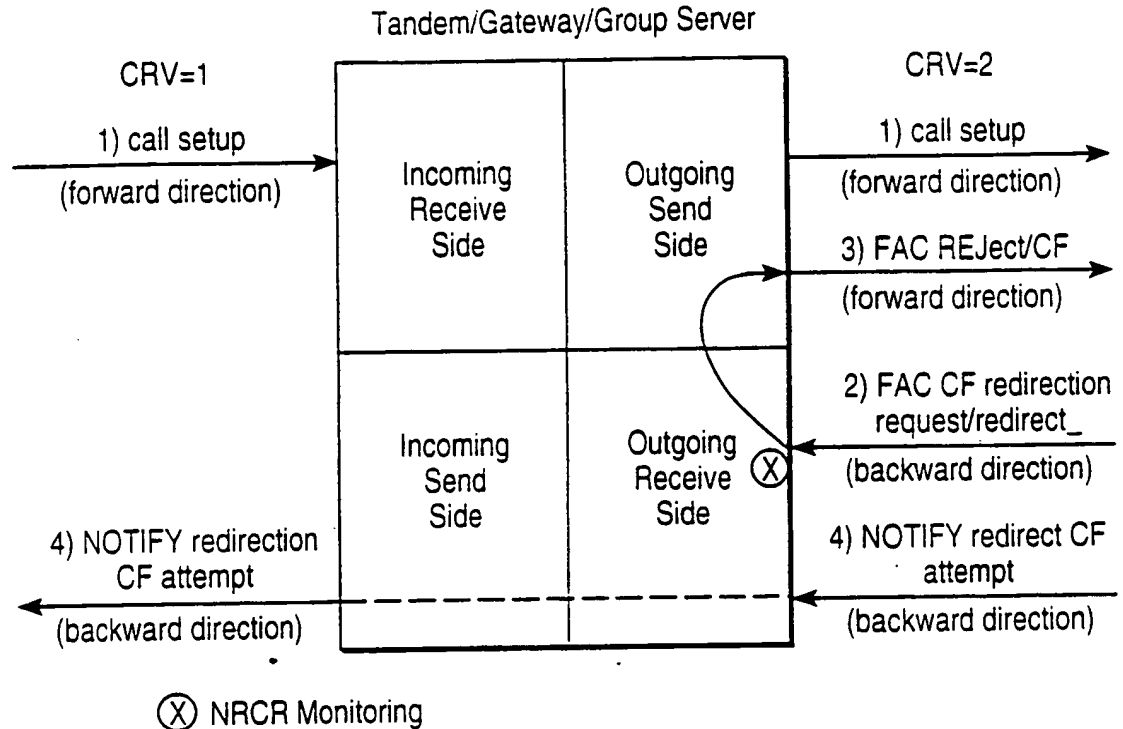 Tandem/Gateway/Group Server
CRV=1
CRV=2
1) call setup
(forward direction)
Incoming
Receive
Side
Outgoing
Send
Side
1) call setup
(forward direction)
3) FAC REJect/CF
(forward direction)
2) FAC CF redirection
request/redirect_
(backward direction)
Incoming
Send
Side
Outgoing
Receive
Side
X
4) NOTIFY redirection
CF attempt
(backward direction)
4) NOTIFY redirect CF
attempt
(backward direction)
X NRCR Monitoring